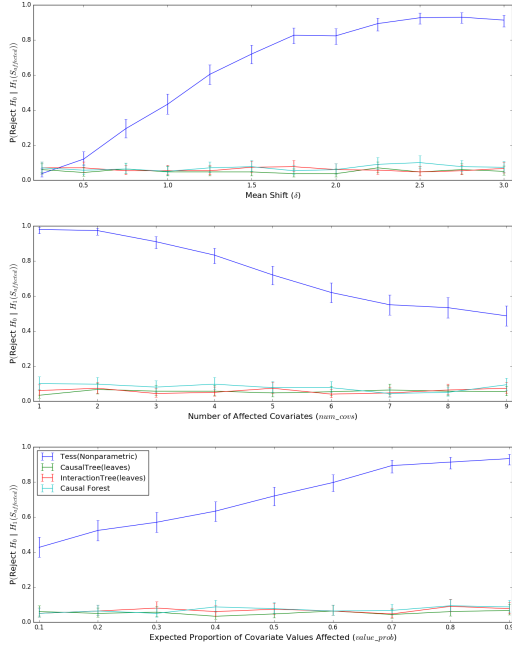 1.0
0.8
0.6
0.4
0.2
0.0
P(Reject H₀ | H₁(S_affected))
0.5 1.0 1.5 2.0 2.5 3.0
Mean Shift (δ)
1.0
0.8
0.6
0.4
0.2
0.0
P(Reject H₀ | H₁(S_affected))
1 2 3 4 5 6 7 8 9
Number of Affected Covariates (num_covs)
1.0
0.8
0.6
0.4
0.2
0.0
P(Reject H₀ | H₁(S_affected))
Tess(Nonparametric)
CausalTree(leaves)
InteractionTree(leaves)
Causal Forest
0.1 0.2 0.3 0.4 0.5 0.6 0.7 0.8 0.9
Expected Proportion of Covariate Values Affected (value_prob)